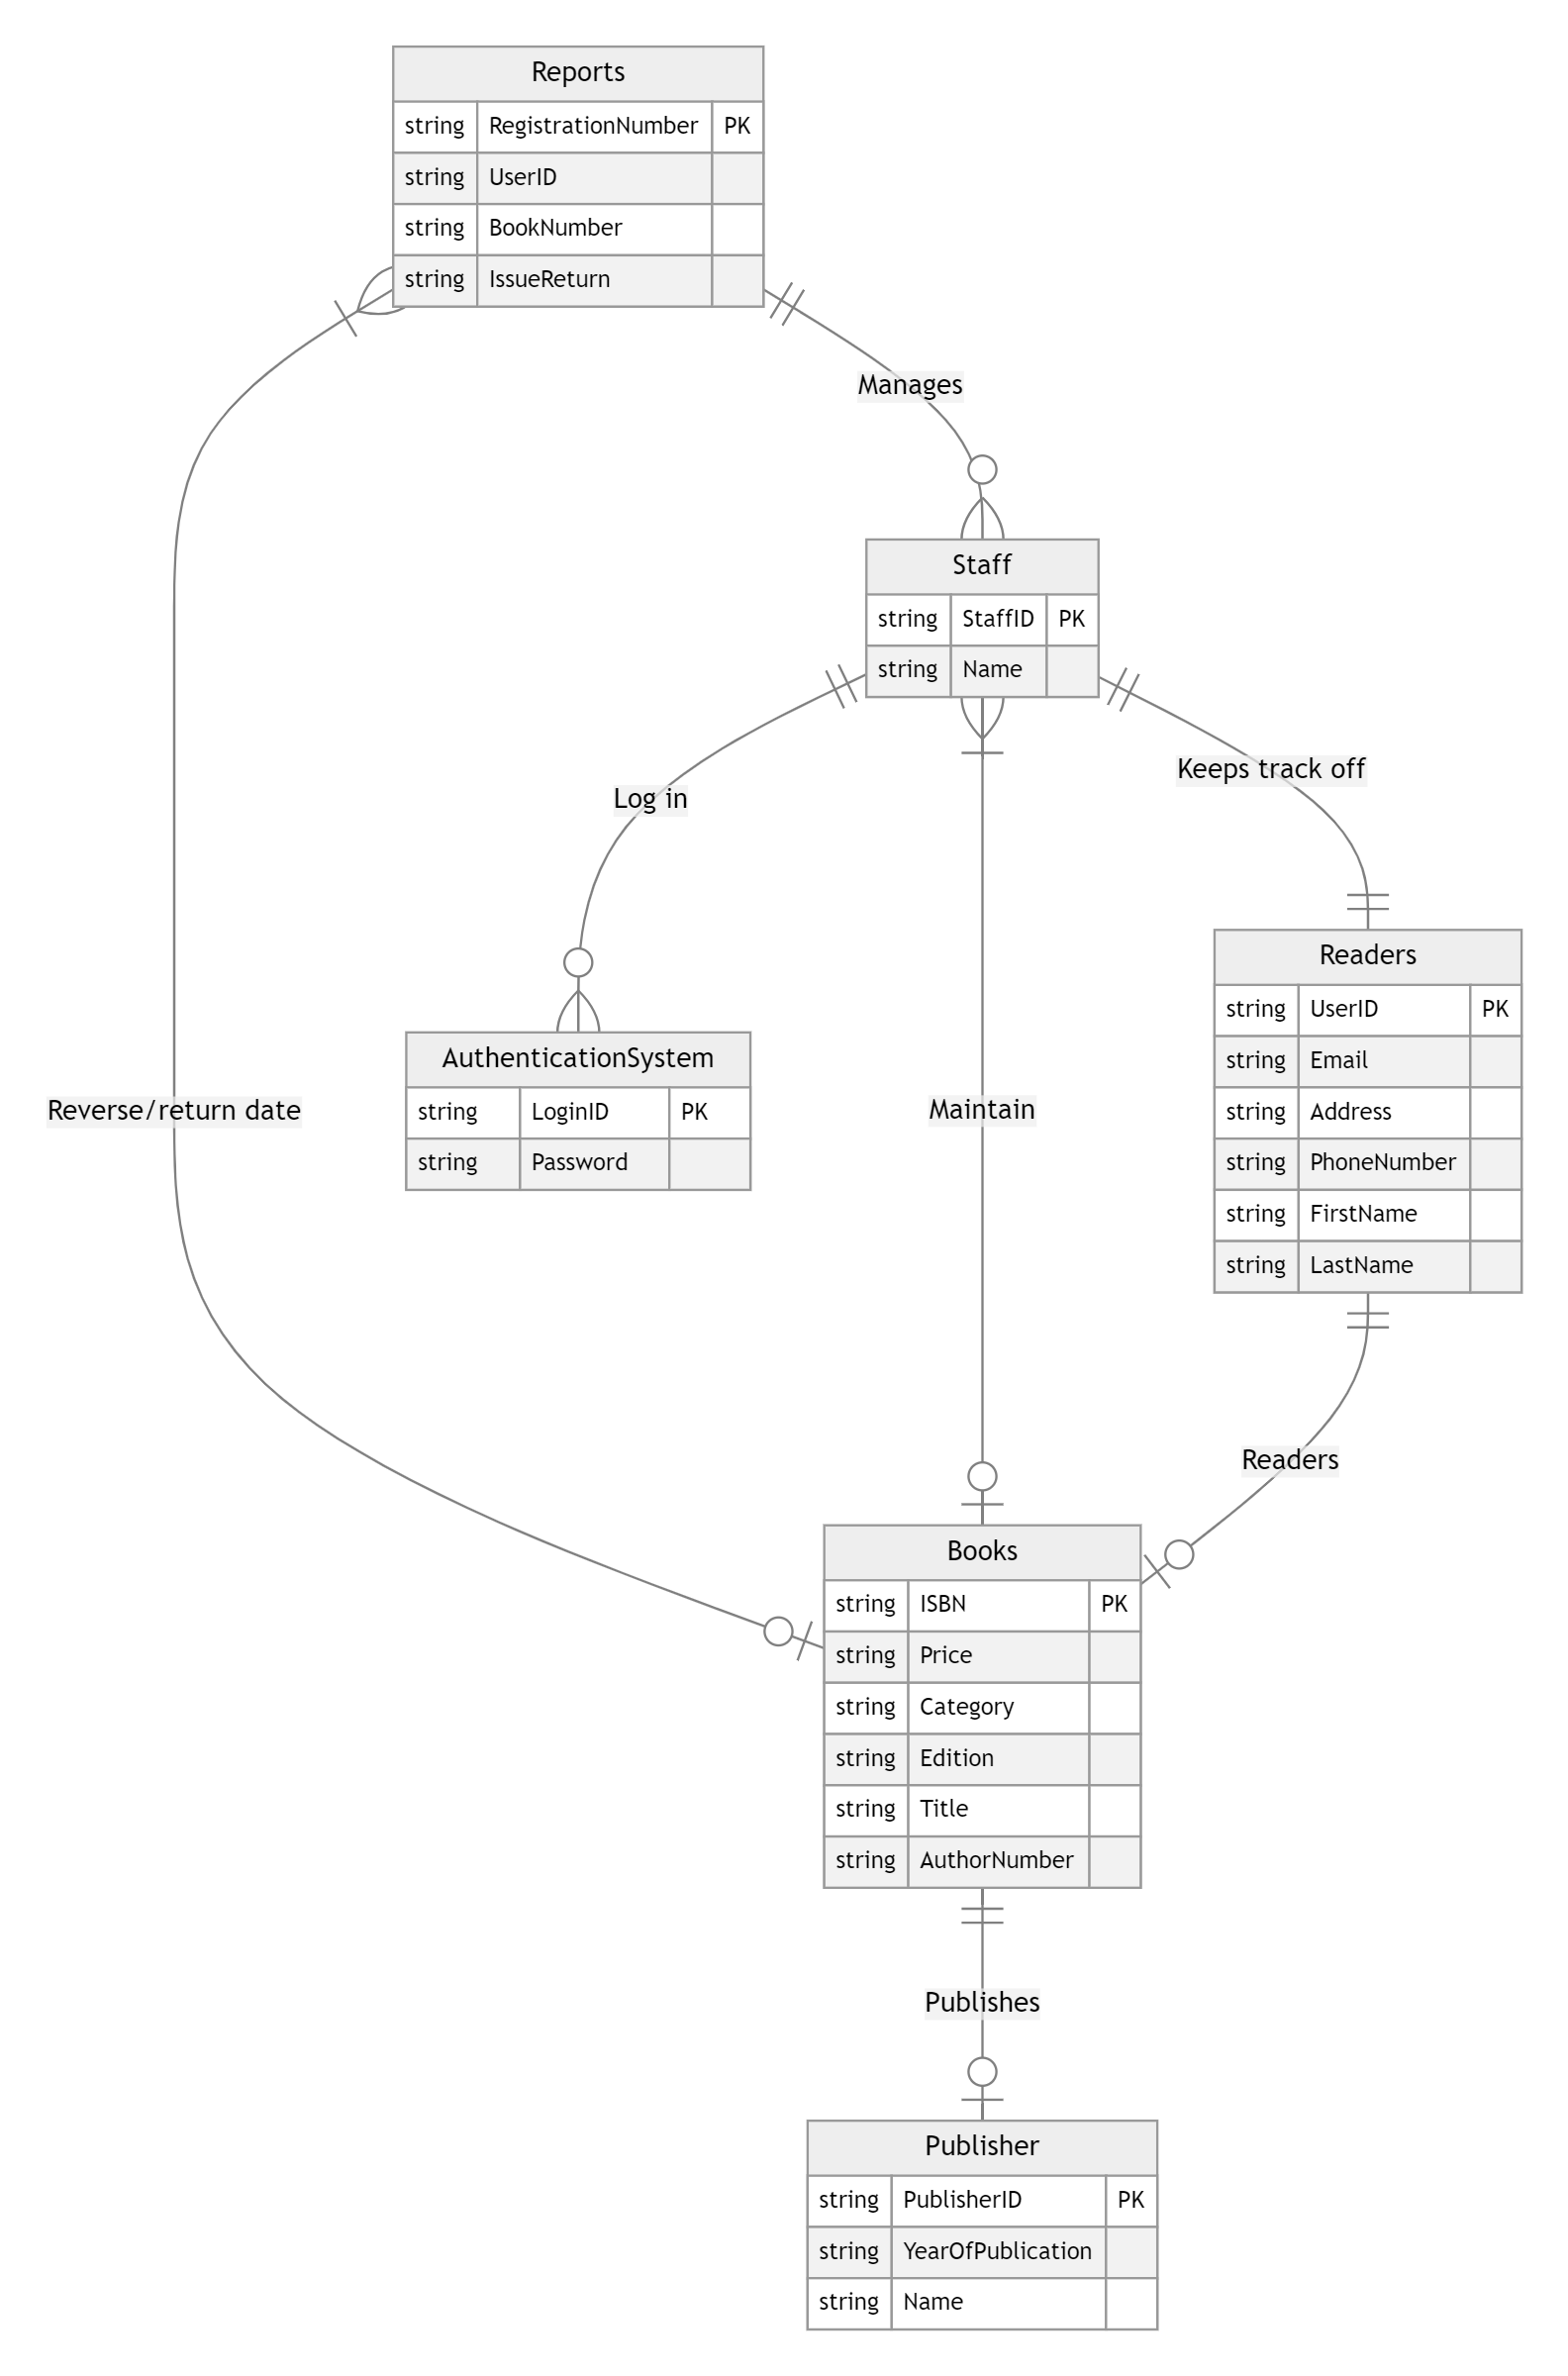 Reports
string RegistrationNumber PK
string UserID
string BookNumber
string IssueReturn
Manages
Staff
string StaffID PK
string Name
Keeps track off
Log in
Readers
string UserID PK
string Email
string Address
string PhoneNumber
string FirstName
string LastName
AuthenticationSystem
string LoginID PK
string Password
Reverse/return date
Maintain
Readers
Books
string ISBN PK
string Price
string Category
string Edition
string Title
string AuthorNumber
Publishes
Publisher
string PublisherID PK
string YearOfPublication
string Name